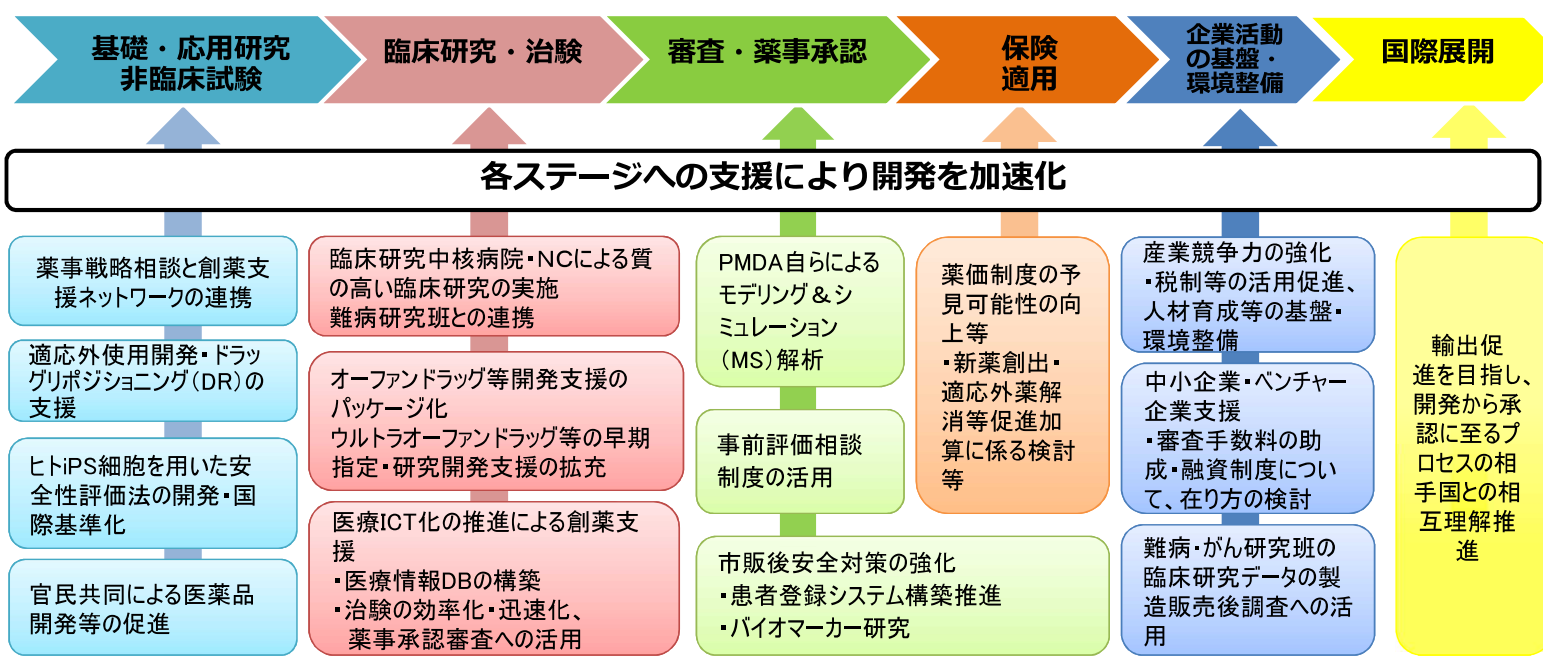 基礎・応用研究
非臨床試験
臨床研究・治験
審査・薬事承認
保険
適用
企業活動
の基盤・
環境整備
国際展開
各ステージへの支援により開発を加速化
薬事戦略相談と創薬支
援ネットワークの連携
適応外使用開発・ドラッ
グリポジショニング(DR)の
支援
ヒトiPS細胞を用いた安
全性評価法の開発・国
際基準化
官民共同による医薬品
開発等の促進
臨床研究中核病院・NCによる質
の高い臨床研究の実施
難病研究班との連携
オーファンドラッグ等開発支援の
パッケージ化
ウルトラオーファンドラッグ等の早期
指定・研究開発支援の拡充
医療ICT化の推進による創薬支
援
・医療情報DBの構築
・治験の効率化・迅速化、
薬事承認審査への活用
PMDA自らによる
モデリング&シ
ミュレーション
(MS)解析
事前評価相談
制度の活用
市販後安全対策の強化
・患者登録システム構築推進
・バイオマーカー研究
薬価制度の予
見可能性の向
上等
・新薬創出・
適応外薬解
消等促進加
算に係る検討
等
産業競争力の強化
・税制等の活用促進、
人材育成等の基盤・
環境整備
中小企業・ベンチャー
企業支援
・審査手数料の助
成・融資制度につい
て、在り方の検討
難病・がん研究班の
臨床研究データの製
造販売後調査への活
用
輸出促
進を目指し、
開発から承
認に至るプ
ロセスの相
手国との相
互理解推
進